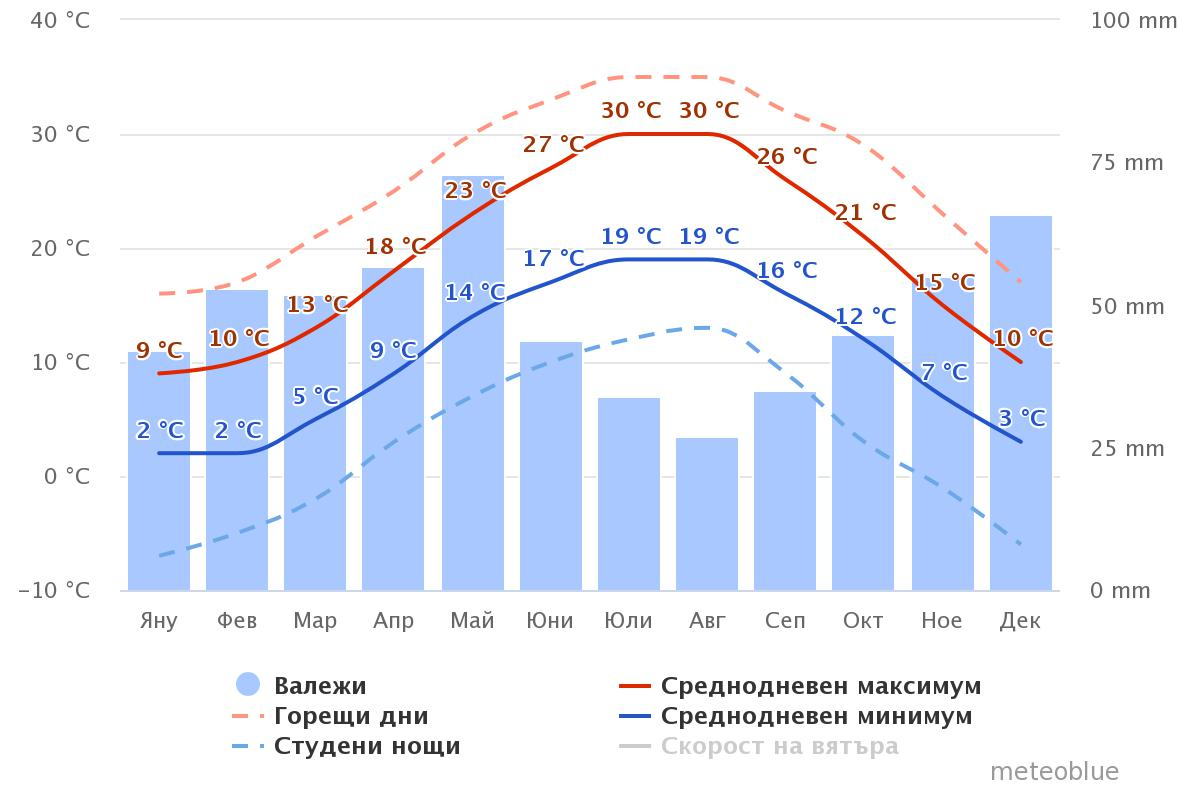 40 °C 100 mm
30 °C 75 mm
20 °C 50 mm
10 °C 25 mm
0 °C
−10 °C 0 mm
30 °C 30 °C
27 °C 26 °C
23 °C 21 °C
18 °C 15 °C
13 °C
9 °C 10 °C 10 °C
19 °C 19 °C
17 °C 16 °C
14 °C 12 °C
9 °C 7 °C
5 °C 3 °C
2 °C 2 °C
Яну Фев Мар Апр Май Юни Юли Авг Сеп Окт Ное Дек
Валежи Среднодневен максимум
Горещи дни Среднодневен минимум
Студени нощи Скорост на вятъра
meteoblue